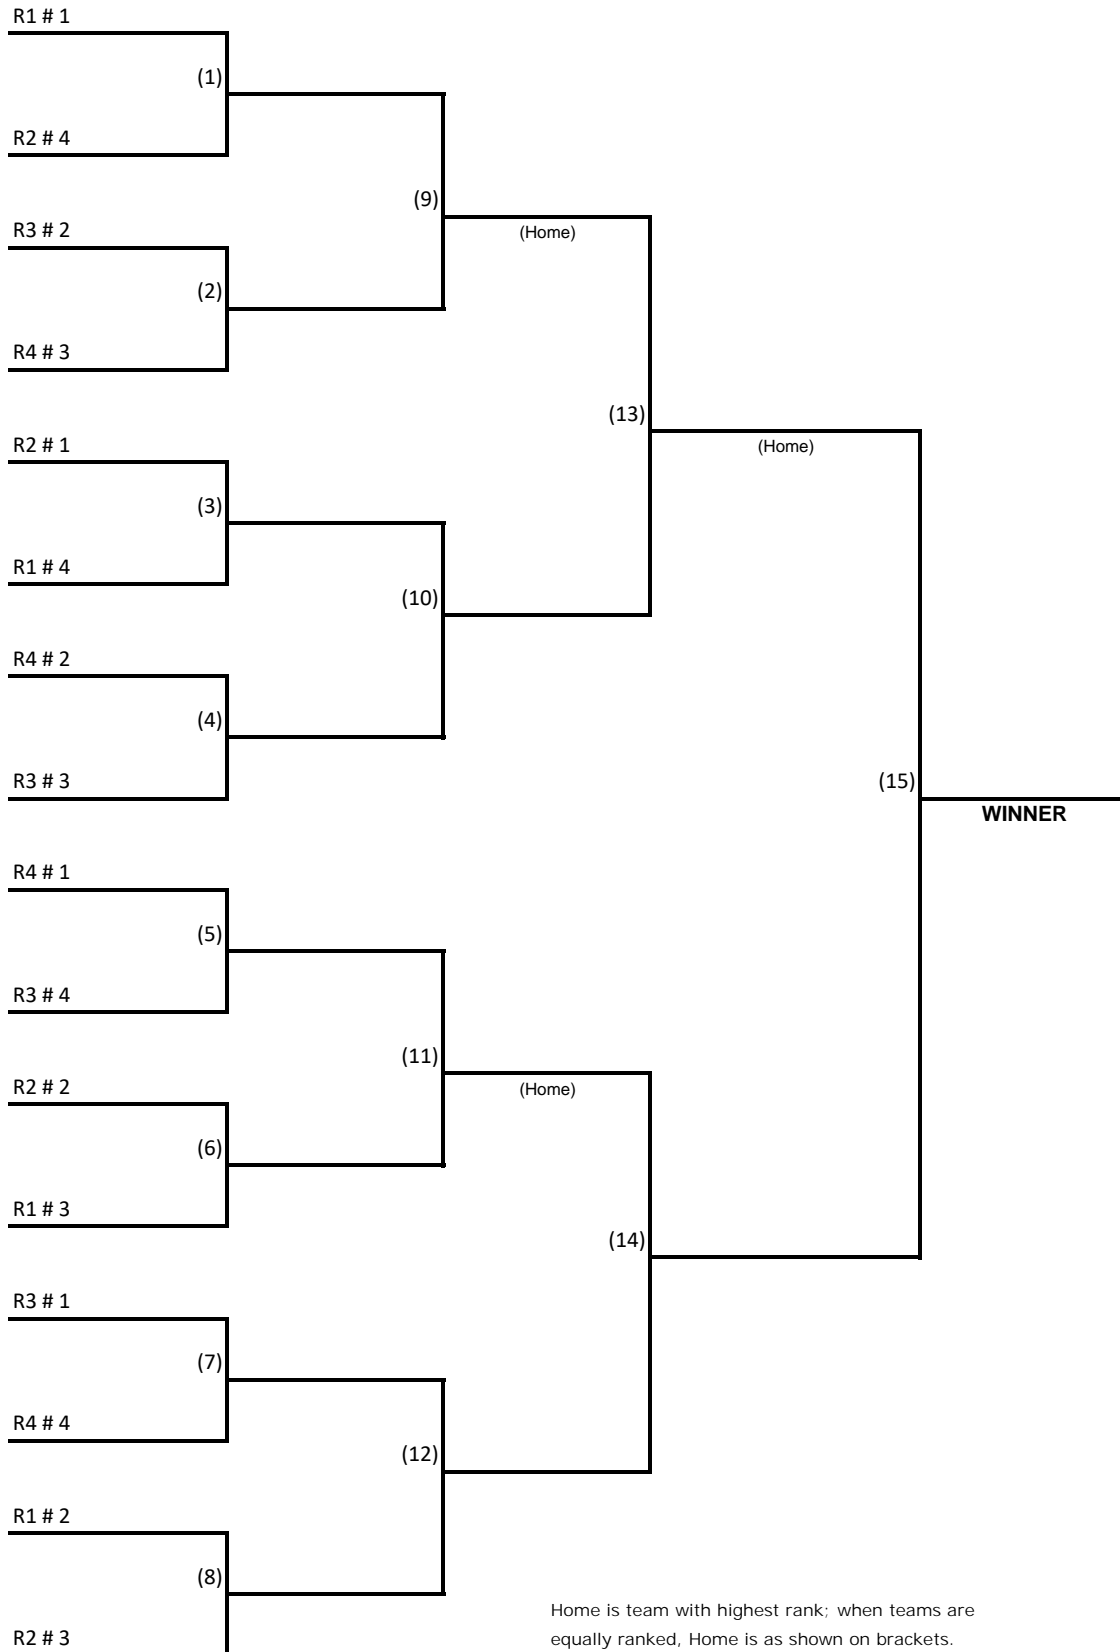 R1 # 1
(1)
R2 # 4
(9)
R3 # 2
(Home)
(2)
R4 # 3
(13)
R2 # 1
(Home)
(3)
R1 # 4
(10)
R4 # 2
(4)
R3 # 3
(15)
WINNER
R4 # 1
(5)
R3 # 4
(11)
R2 # 2
(Home)
(6)
R1 # 3
(14)
R3 # 1
(7)
R4 # 4
(12)
R1 # 2
(8)
Home is team with highest rank; when teams are
R2 # 3
equally ranked, Home is as shown on brackets.